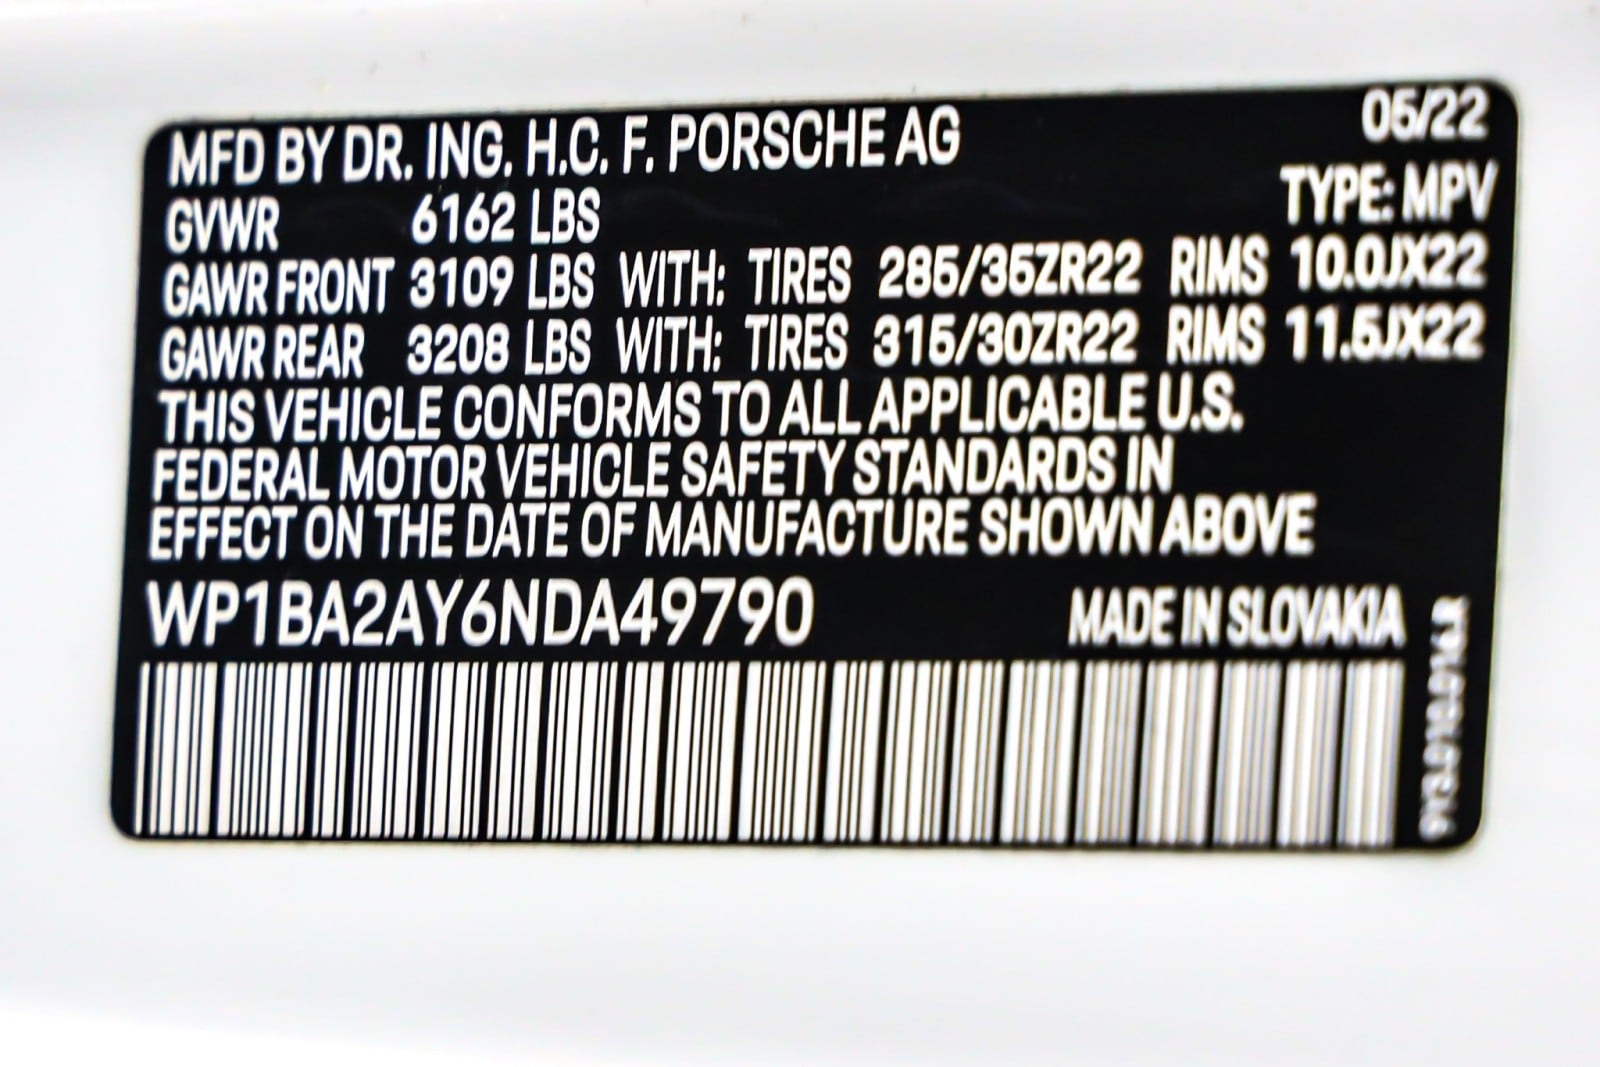 MFD BY DR. ING. H.C. F. PORSCHE AG 05/22
GVWR 6162 LBS TYPE: MPV
GAWR FRONT 3109 LBS WITH: TIRES 285/35ZR22 RIMS 10.0JX22
GAWR REAR 3208 LBS WITH: TIRES 315/30ZR22 RIMS 11.5JX22
THIS VEHICLE CONFORMS TO ALL APPLICABLE U.S.
FEDERAL MOTOR VEHICLE SAFETY STANDARDS IN
EFFECT ON THE DATE OF MANUFACTURE SHOWN ABOVE
WP1BA2AY6NDA49790 MADE IN SLOVAKIA